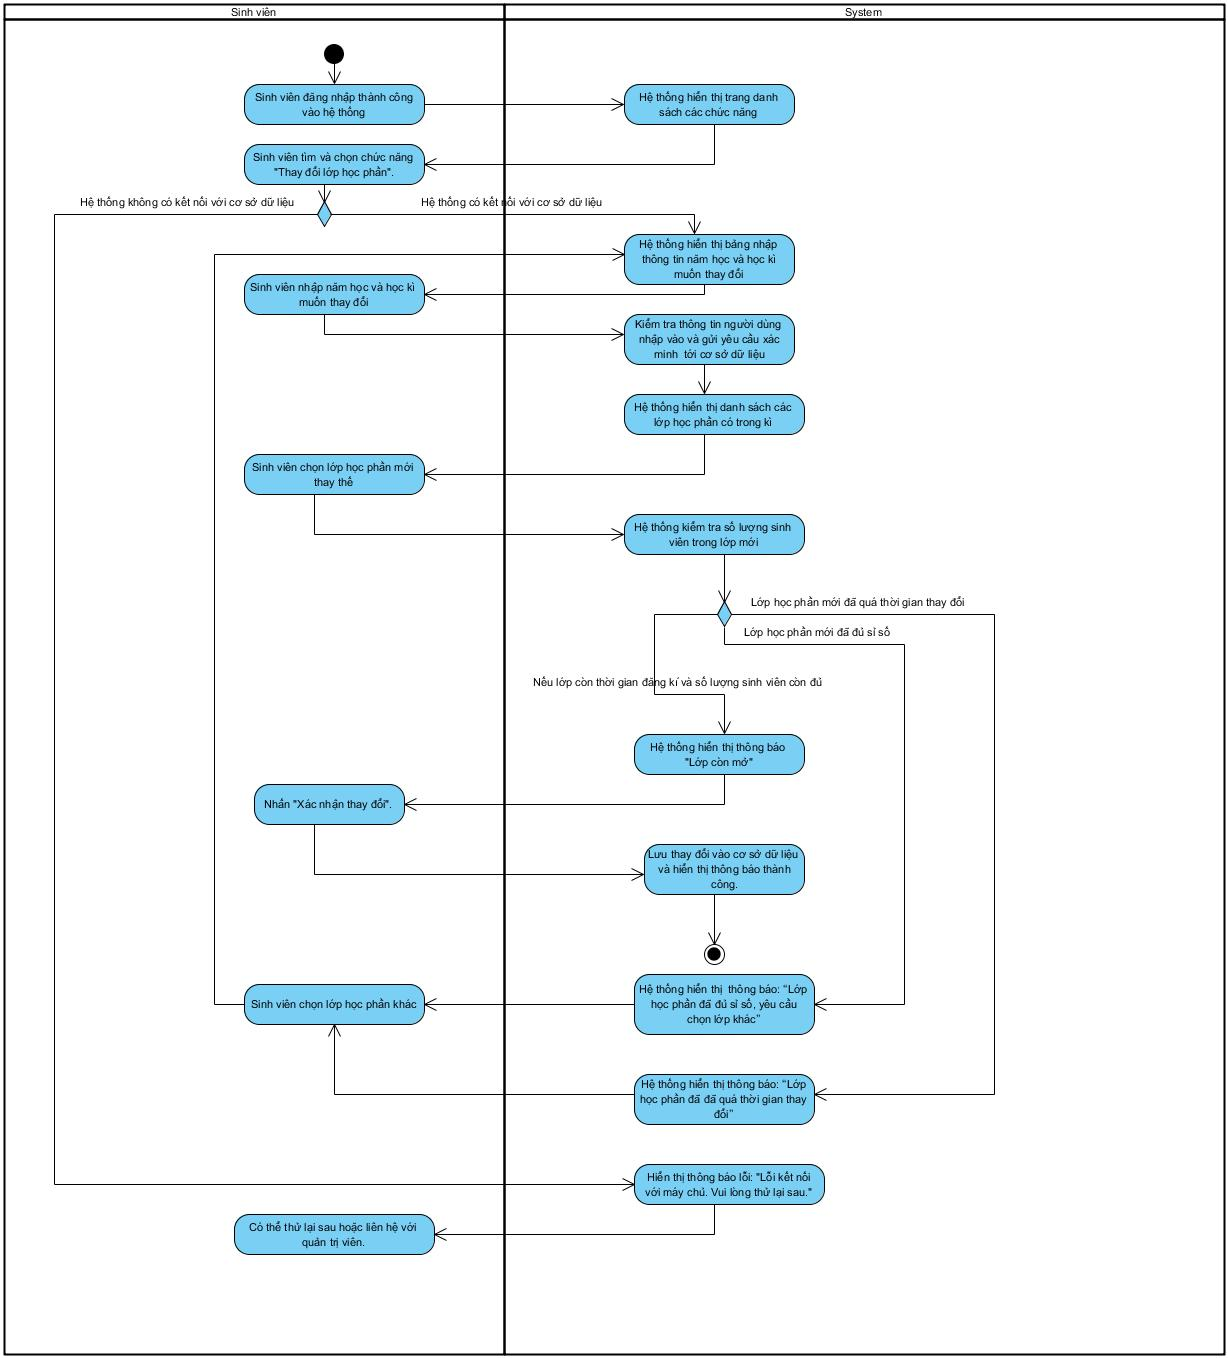 Sinh viên
System
Sinh viên đăng nhập thành công
vào hệ thống
Hệ thống hiển thị trang danh
sách các chức năng
Sinh viên tìm và chọn chức năng
"Thay đổi lớp học phần".
Hệ thống không có kết nối với cơ sở dữ liệu
Hệ thống có kết nối với cơ sở dữ liệu
Hệ thống hiển thị bảng nhập
thông tin năm học và học kì
muốn thay đổi
Sinh viên nhập năm học và học kì
muốn thay đổi
Kiểm tra thông tin người dùng
nhập vào và gửi yêu cầu xác
minh tới cơ sở dữ liệu
Hệ thống hiển thị danh sách các
lớp học phần có trong kì
Sinh viên chọn lớp học phần mới
thay thế
Hệ thống kiểm tra số lượng sinh
viên trong lớp mới
Lớp học phần mới đã quá thời gian thay đổi
Lớp học phần mới đã đủ sỉ số
Nếu lớp còn thời gian đăng kí và số lượng sinh viên còn đủ
Hệ thống hiển thị thông báo
"Lớp còn mở"
Nhấn "Xác nhận thay đổi".
Lưu thay đổi vào cơ sở dữ liệu
và hiển thị thông báo thành
công.
Sinh viên chọn lớp học phần khác
Hệ thống hiển thị thông báo: "Lớp
học phần đã đủ sỉ số, yêu cầu
chọn lớp khác"
Hệ thống hiển thị thông báo: "Lớp
học phần đã đã quá thời gian thay
đổi"
Hiển thị thông báo lỗi: "Lỗi kết nối
với máy chủ. Vui lòng thử lại sau."
Có thể thử lại sau hoặc liên hệ với
quản trị viên.